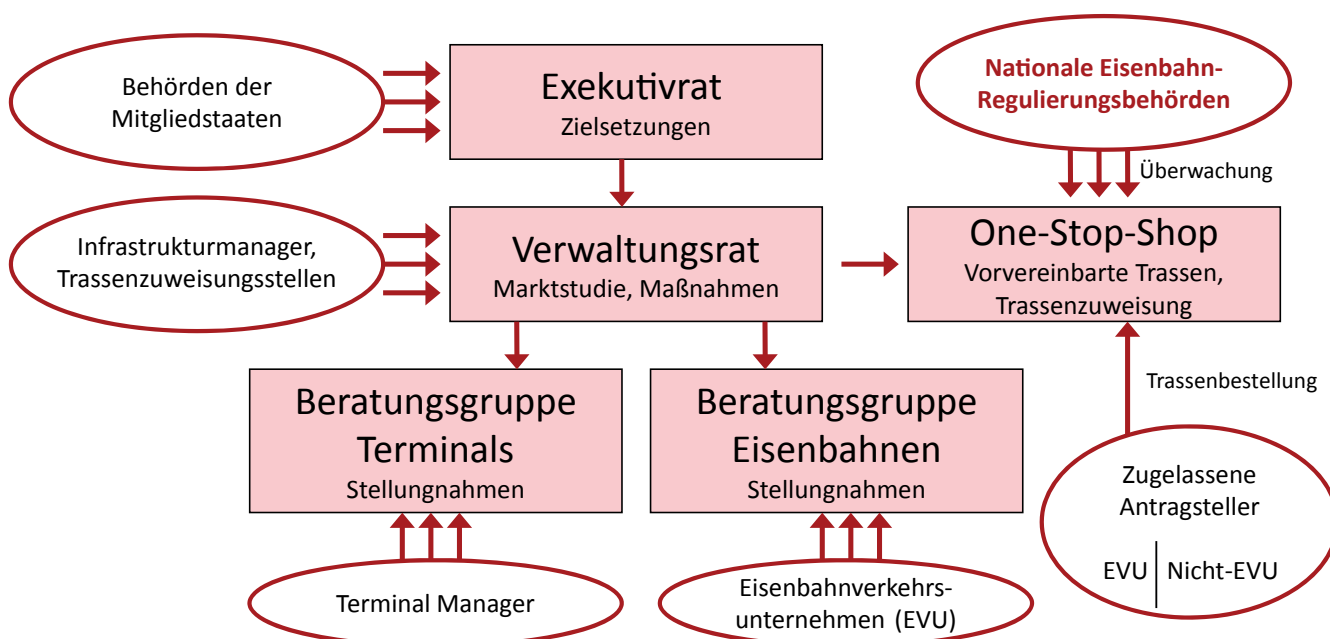 Behörden der
Mitgliedstaaten
Exekutivrat
Zielsetzungen
Nationale Eisenbahn-
Regulierungsbehörden
Überwachung
Infrastrukturmanager,
Trassenzuweisungsstellen
Verwaltungsrat
Marktstudie, Maßnahmen
One-Stop-Shop
Vorvereinbarte Trassen,
Trassenzuweisung
Trassenbestellung
Beratungsgruppe
Terminals
Stellungnahmen
Beratungsgruppe
Eisenbahnen
Stellungnahmen
Zugelassene
Antragsteller
EVU | Nicht-EVU
Terminal Manager
Eisenbahnverkehrs-
unternehmen (EVU)